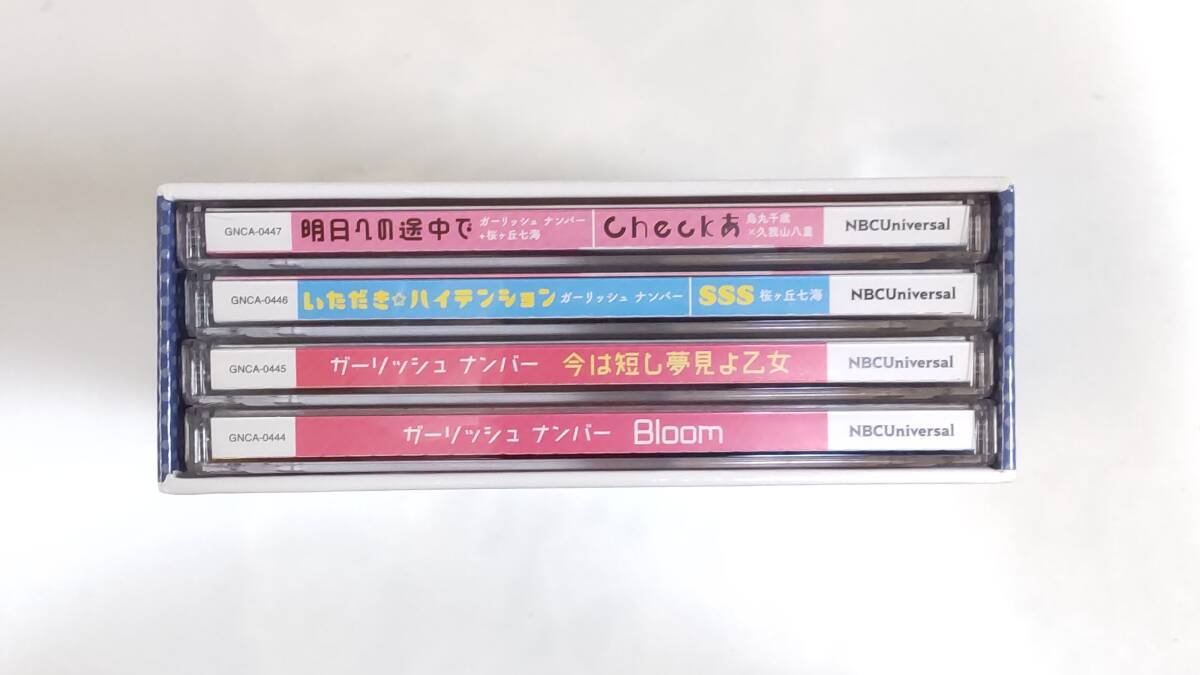 GNCA-0447 明日への途中で ガーリッシュ ナンバー +桜ヶ丘七海 Checkあ 烏丸千歳 ×久我山八重 NBCUniversal
GNCA-0446 いただき☆ハイテンション ガーリッシュ ナンバー SSS 桜ヶ丘七海 NBCUniversal
GNCA-0445 ガーリッシュ ナンバー 今は短し夢見よ乙女 NBCUniversal
GNCA-0444 ガーリッシュ ナンバー Bloom NBCUniversal